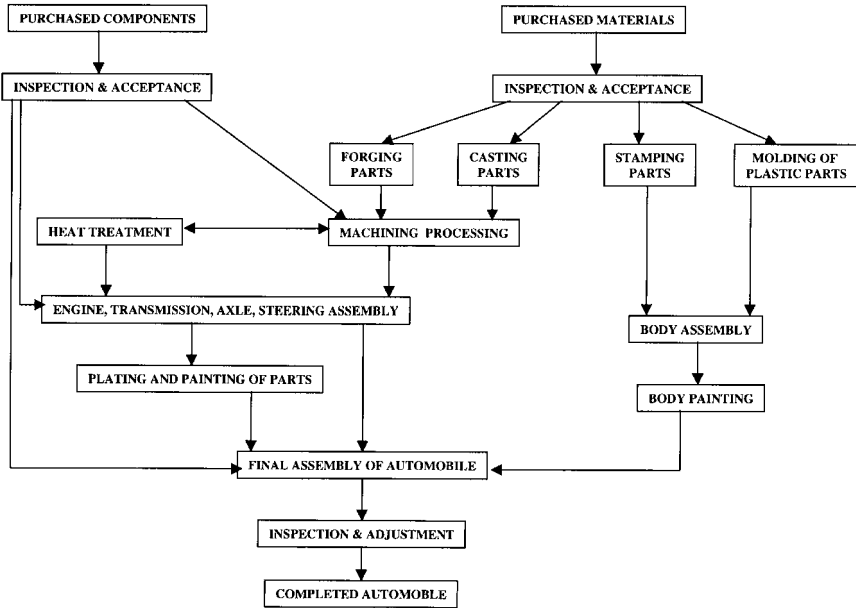 PURCHASED COMPONENTS
PURCHASED MATERIALS
INSPECTION & ACCEPTANCE
INSPECTION & ACCEPTANCE
FORGING
PARTS
CASTING
PARTS
STAMPING
PARTS
MOLDING OF
PLASTIC PARTS
HEAT TREATMENT
MACHINING PROCESSING
ENGINE, TRANSMISSION, AXLE, STEERING ASSEMBLY
BODY ASSEMBLY
PLATING AND PAINTING OF PARTS
BODY PAINTING
FINAL ASSEMBLY OF AUTOMOBILE
INSPECTION & ADJUSTMENT
COMPLETED AUTOMOBLE